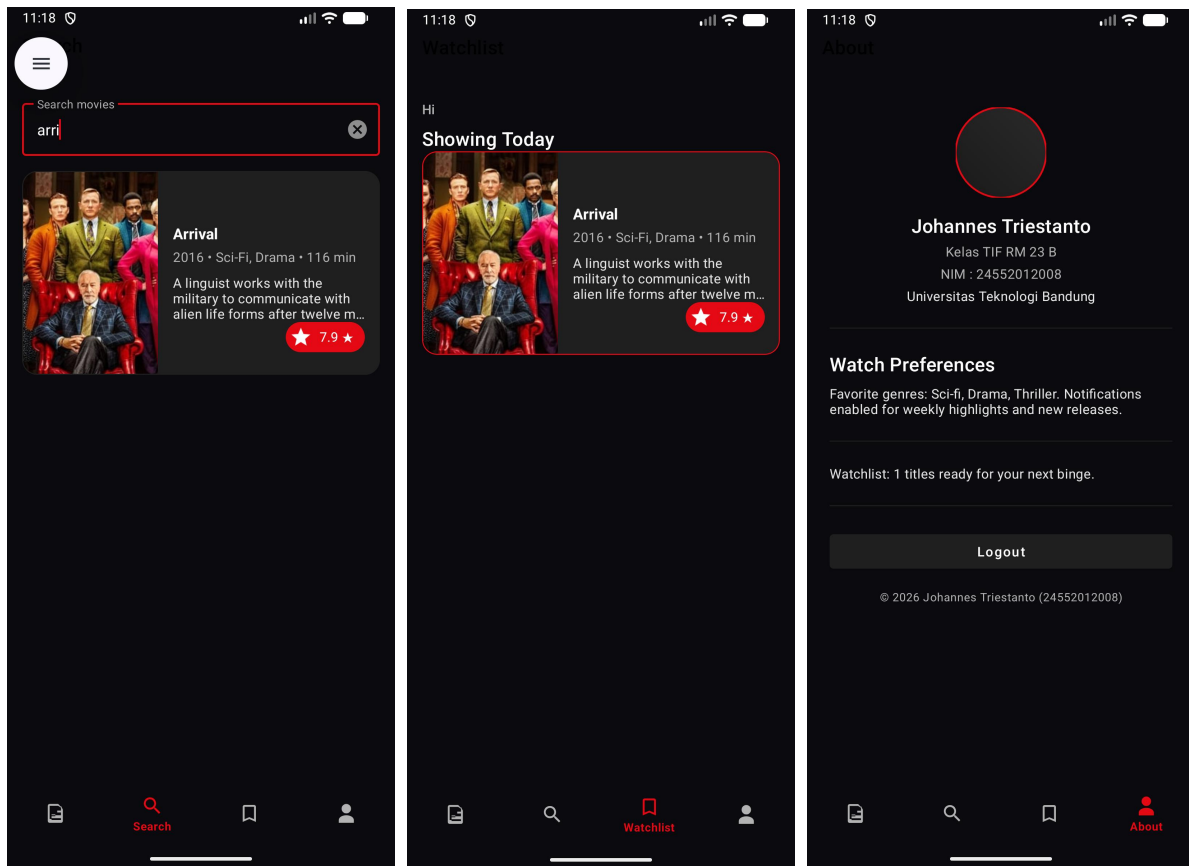 11:18
Search movies
arri
Arrival
2016 • Sci-Fi, Drama • 116 min
A linguist works with the
military to communicate with
alien life forms after twelve m...
7.9 ★
Search
11:18
Watchlist
Hi
Showing Today
Arrival
2016 • Sci-Fi, Drama • 116 min
A linguist works with the
military to communicate with
alien life forms after twelve m...
7.9 ★
Watchlist
11:18
About
Johannes Triestanto
Kelas TIF RM 23 B
NIM : 24552012008
Universitas Teknologi Bandung
Watch Preferences
Favorite genres: Sci-fi, Drama, Thriller. Notifications
enabled for weekly highlights and new releases.
Watchlist: 1 titles ready for your next binge.
Logout
© 2026 Johannes Triestanto (24552012008)
About